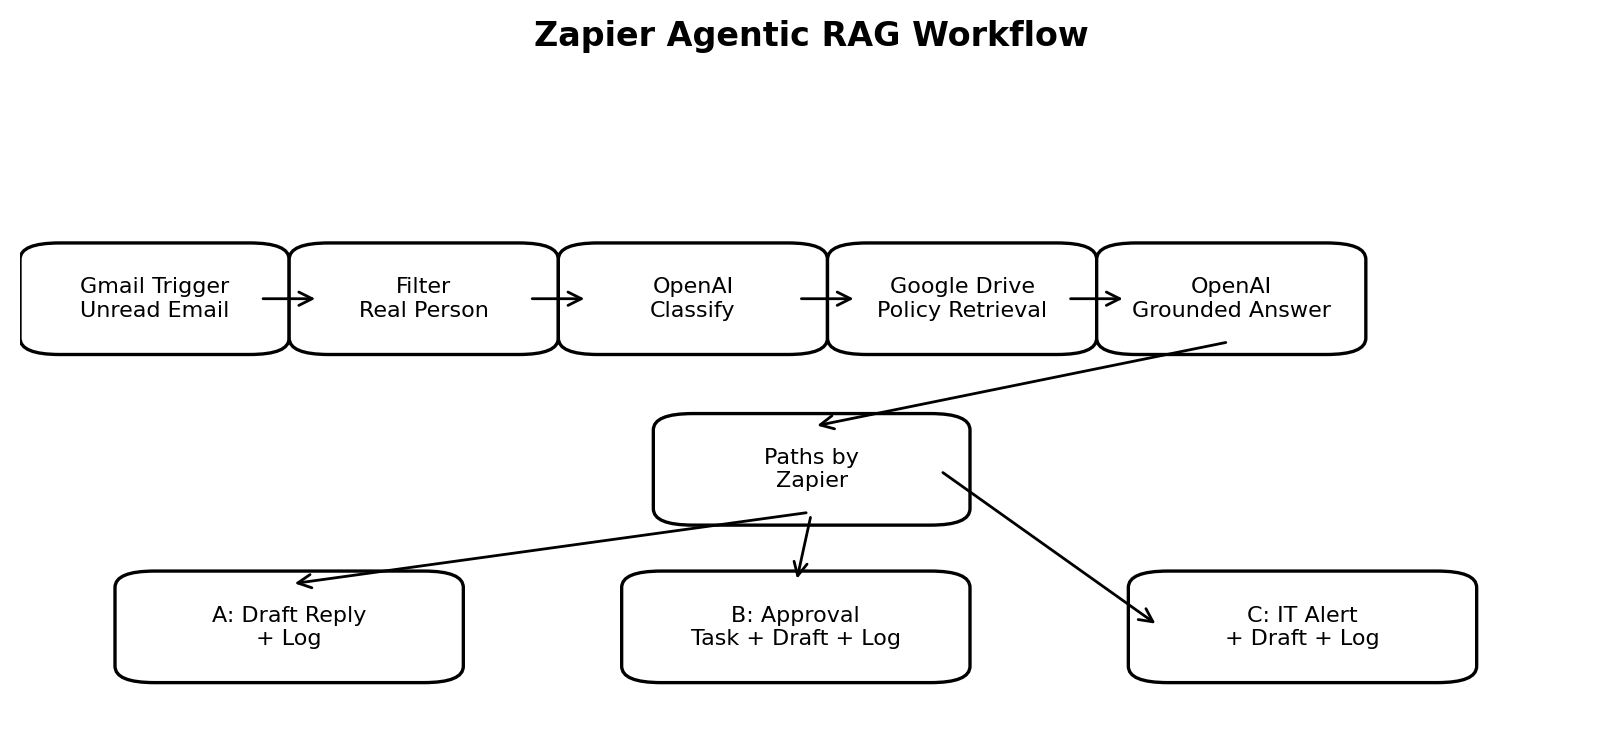 Zapier Agentic RAG Workflow
Gmail Trigger
Unread Email
Filter
Real Person
OpenAI
Classify
Google Drive
Policy Retrieval
OpenAI
Grounded Answer
Paths by
Zapier
A: Draft Reply
+ Log
B: Approval
Task + Draft + Log
C: IT Alert
+ Draft + Log